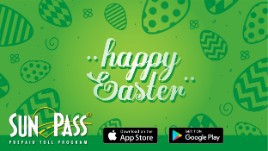 happy
Easter
SUNPASS
PREPAID TOLL PROGRAM
Download on the
App Store
GET IT ON
Google Play